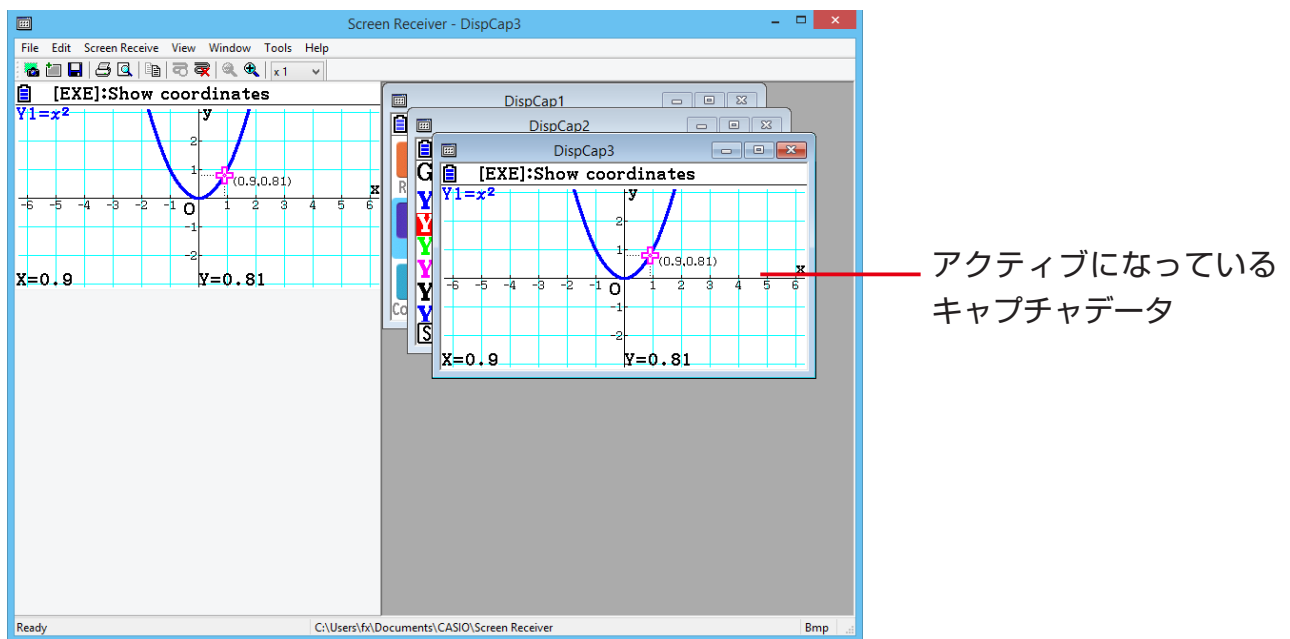 Screen Receiver - DispCap3
File Edit Screen Receive View Window Tools Help
x 1
[EXE]:Show coordinates
Y1=x²
y
2
1
(0.9,0.81)
x
-6 -5 -4 -3 -2 -1 O 1 2 3 4 5 6
-1
-2
X=0.9 Y=0.81
DispCap1
R
Co
DispCap2
G
Y
Y
Y
Y
Y
Y
S
DispCap3
[EXE]:Show coordinates
Y1=x²
y
2
1
(0.9,0.81)
x
-6 -5 -4 -3 -2 -1 O 1 2 3 4 5 6
-1
-2
X=0.9 Y=0.81
アクティブになっている
キャプチャデータ
Ready C:\Users\fx\Documents\CASIO\Screen Receiver Bmp